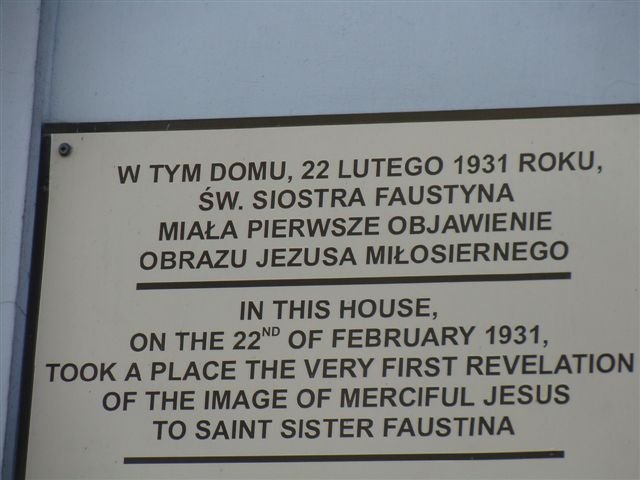 W TYM DOMU, 22 LUTEGO 1931 ROKU,
ŚW. SIOSTRA FAUSTYNA
MIAŁA PIERWSZE OBJAWIENIE
OBRAZU JEZUSA MIŁOSIERNEGO
IN THIS HOUSE,
ON THE 22ND OF FEBRUARY 1931,
TOOK A PLACE THE VERY FIRST REVELATION
OF THE IMAGE OF MERCIFUL JESUS
TO SAINT SISTER FAUSTINA